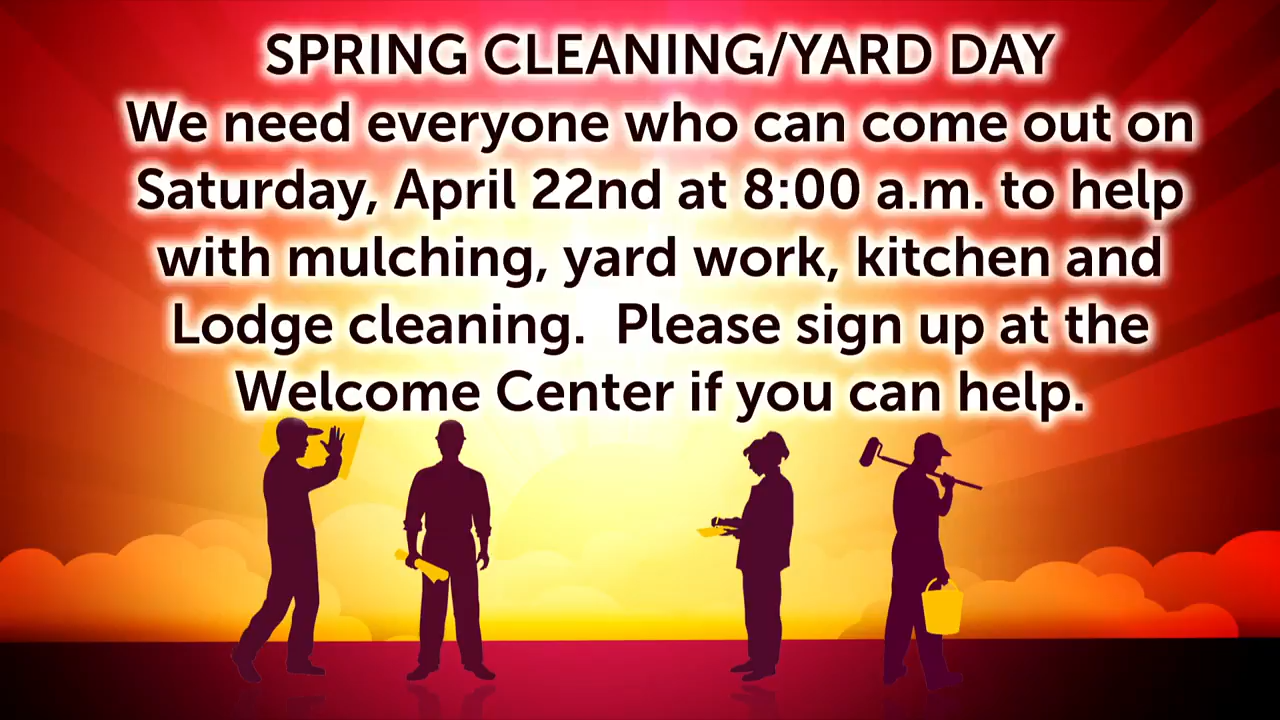 SPRING CLEANING/YARD DAY
We need everyone who can come out on
Saturday, April 22nd at 8:00 a.m. to help
with mulching, yard work, kitchen and
Lodge cleaning.  Please sign up at the
Welcome Center if you can help.